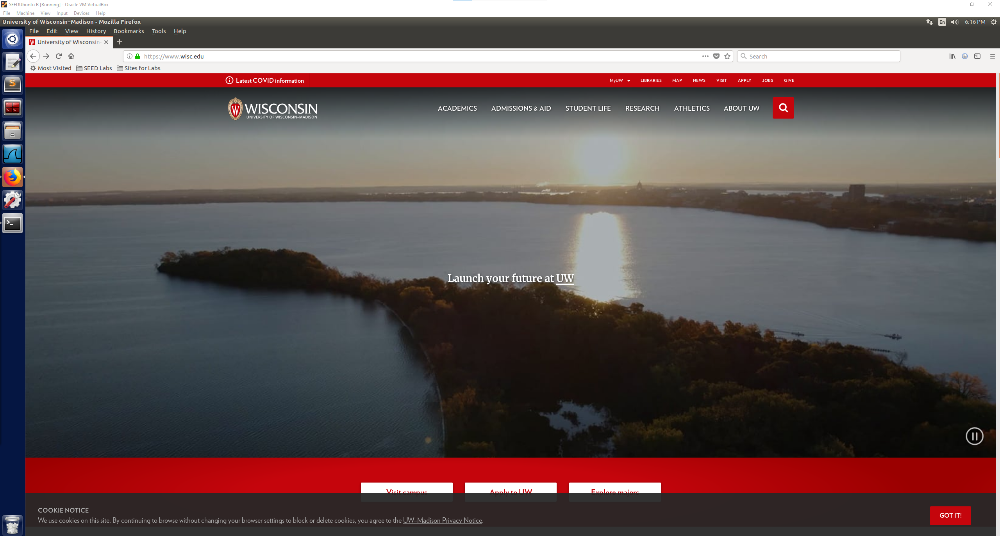 SEEDUbuntu B [Running] - Oracle VM VirtualBox
File Machine View Input Devices Help
University of Wisconsin–Madison - Mozilla Firefox
En 6:16 PM
File Edit View History Bookmarks Tools Help
University of Wisconsin–
https://www.wisc.edu
Search
Most Visited SEED Labs Sites for Labs
Latest COVID information
MyUW LIBRARIES MAP NEWS VISIT APPLY JOBS GIVE
W WISCONSIN
UNIVERSITY OF WISCONSIN–MADISON
ACADEMICS ADMISSIONS & AID STUDENT LIFE RESEARCH ATHLETICS ABOUT UW
Launch your future at UW
Visit campus Apply to UW Explore majors
COOKIE NOTICE
We use cookies on this site. By continuing to browse without changing your browser settings to block or delete cookies, you agree to the UW–Madison Privacy Notice.
GOT IT!